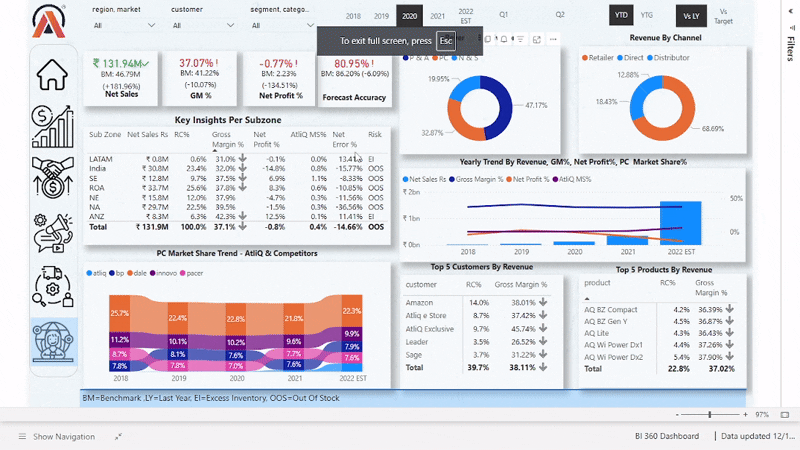 region, market
All
customer
All
segment, catego...
All
2018 2019 2020 2021 2022 EST
Q1 Q2
YTD YTG
Vs LY
Vs Target
Filters
To exit full screen, press Esc
₹ 131.94M
BM: 46.79M
(+181.96%)
Net Sales
37.07% !
BM: 41.22%
(-10.07%)
GM %
-0.77% !
BM: 2.23%
(-134.51%)
Net Profit %
80.95% !
BM: 86.20% (-6.09%)
Forecast Accuracy
P & A PC N & S
19.95%
47.17%
32.87%
Revenue By Channel
Retailer Direct Distributor
12.88%
18.43%
68.69%
Key Insights Per Subzone
Sub Zone Net Sales Rs RC% Gross Margin % Net Profit % AtliQ MS% Net Error % Risk
LATAM ₹ 0.8M 0.6% 31.0% -0.1% 0.0% 13.41% EI
India ₹ 30.8M 23.4% 32.0% -14.8% 0.8% -15.77% OOS
SE ₹ 12.8M 9.7% 37.5% 6.9% 1.1% -8.33% OOS
ROA ₹ 33.7M 25.6% 37.8% 8.3% 0.6% -10.85% OOS
NE ₹ 15.8M 12.0% 37.9% -4.7% 0.3% -11.56% OOS
NA ₹ 29.7M 22.5% 39.5% -1.5% 0.3% -36.56% OOS
ANZ ₹ 8.3M 6.3% 42.3% 12.5% 0.1% 11.41% EI
Total ₹ 131.9M 100.0% 37.1% -0.8% 0.4% -14.66% OOS
Yearly Trend By Revenue, GM%, Net Profit%, PC Market Share%
Net Sales Rs Gross Margin % Net Profit % AtliQ MS%
₹ 2bn
₹ 1bn
₹ 0bn
50%
0%
2018 2019 2020 2021 2022 EST
PC Market Share Trend - AtliQ & Competitors
atliq bp dale innovo pacer
25.7% 22.4% 22.8% 21.8% 22.3%
11.2% 10.1% 10.2% 9.6% 9.9%
8.7% 8.1% 7.6% 7.7% 7.9%
7.8% 7.8% 7.0% 7.6% 7.6%
2018 2019 2020 2021 2022 EST
Top 5 Customers By Revenue
customer RC% Gross Margin %
Amazon 14.0% 38.01%
Atliq e Store 8.7% 37.42%
AtliQ Exclusive 9.7% 45.74%
Leader 3.5% 26.52%
Sage 3.7% 31.22%
Total 39.7% 38.11%
Top 5 Products By Revenue
product RC% Gross Margin %
AQ BZ Compact 4.2% 36.39%
AQ BZ Gen Y 4.5% 36.87%
AQ Lite 4.3% 36.43%
AQ Wi Power Dx1 4.4% 37.26%
AQ Wi Power Dx2 5.4% 37.90%
Total 22.8% 37.02%
BM=Benchmark ,LY=Last Year, EI=Excess Inventory, OOS=Out Of Stock
- + 97%
Show Navigation
BI 360 Dashboard | Data updated 12/1...